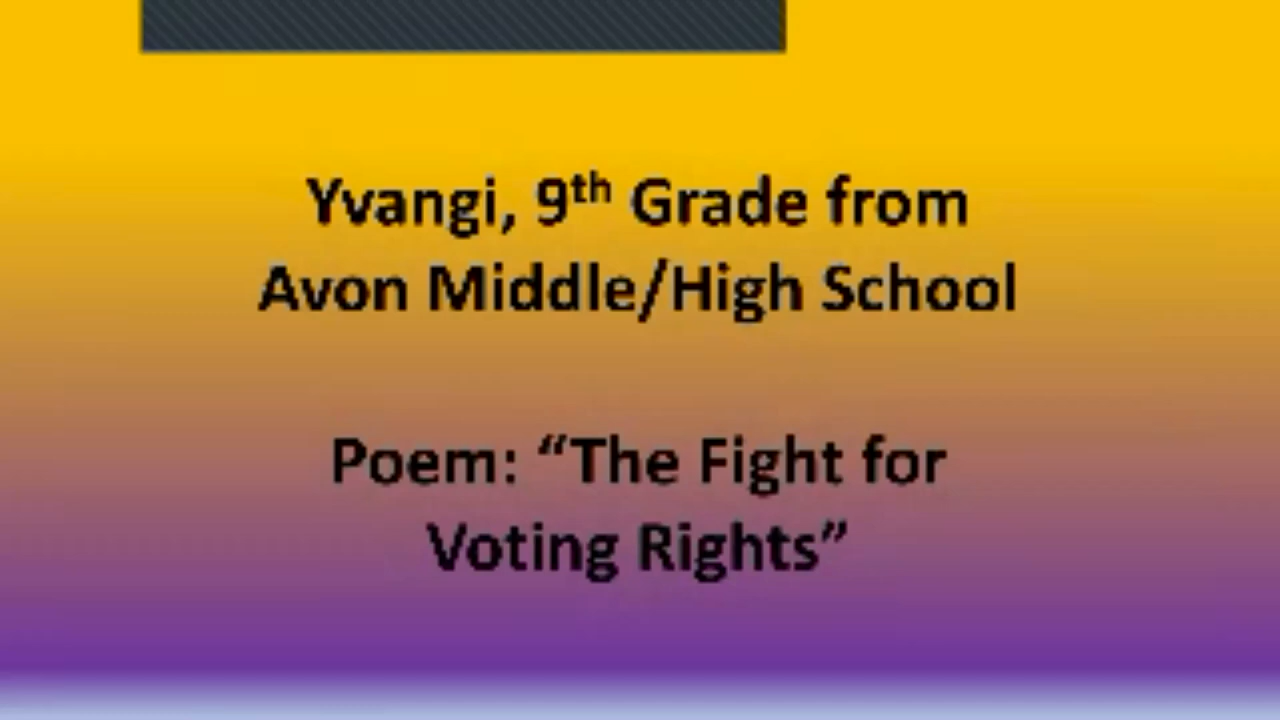 Yvangi, 9th Grade from
Avon Middle/High School
Poem: “The Fight for
Voting Rights”